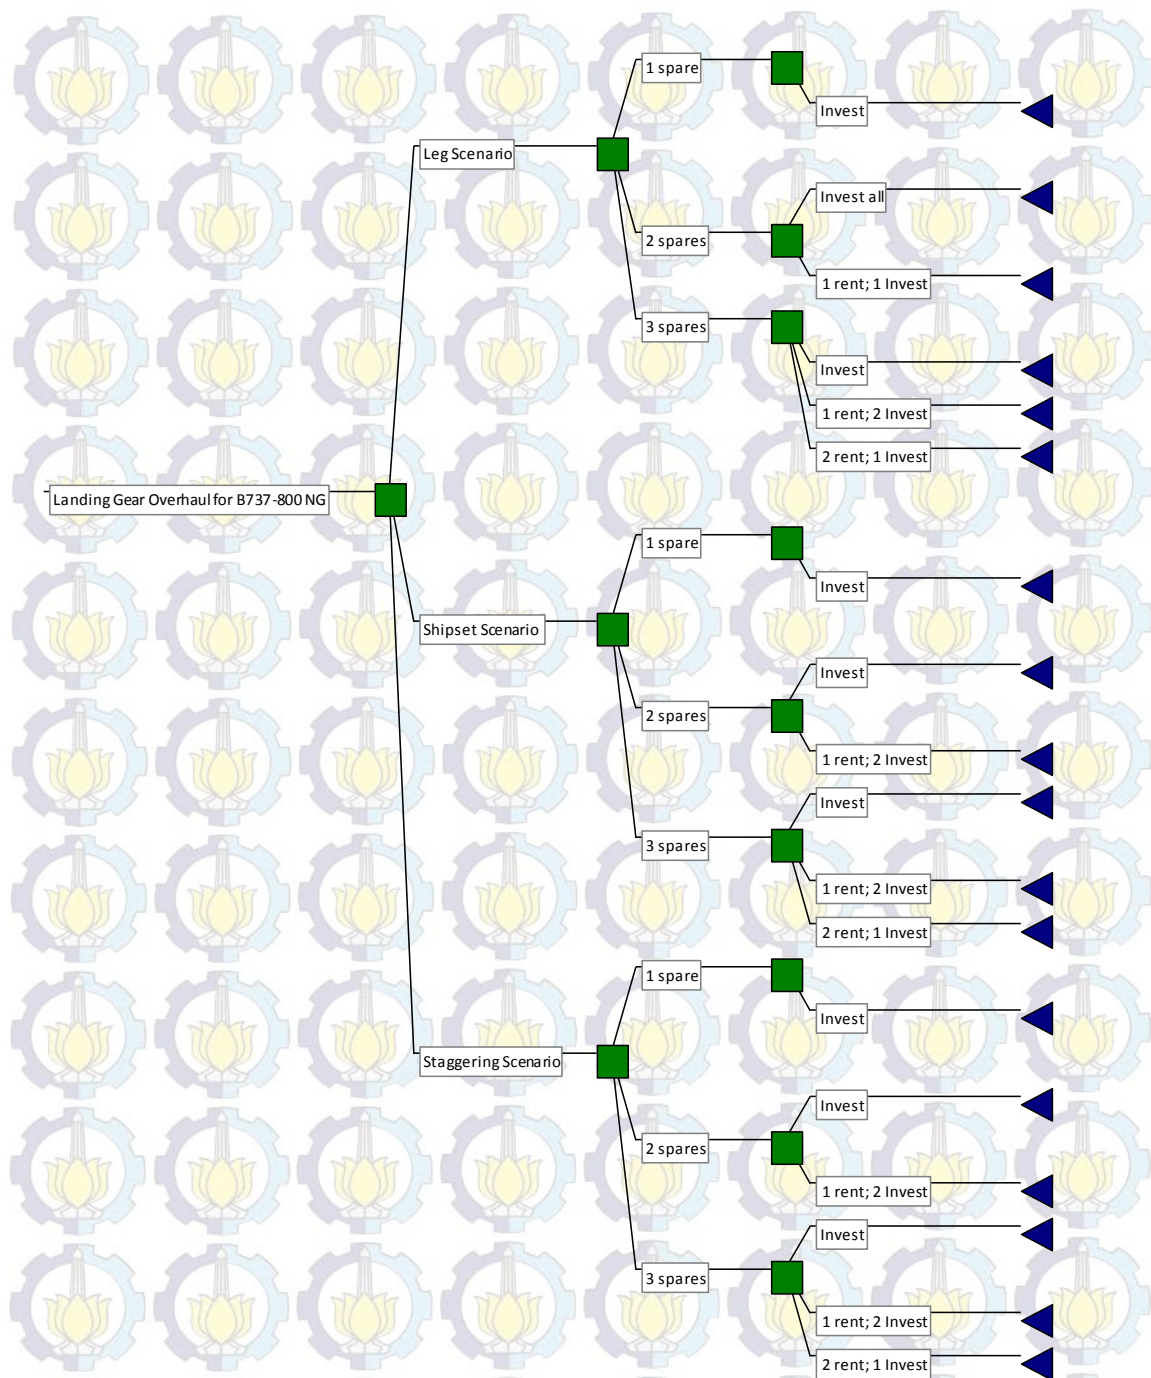 1 spare
Invest
Leg Scenario
Invest all
2 spares
1 rent; 1 Invest
3 spares
Invest
1 rent; 2 Invest
2 rent; 1 Invest
Landing Gear Overhaul for B737-800 NG
1 spare
Invest
Shipset Scenario
Invest
2 spares
1 rent; 2 Invest
Invest
3 spares
1 rent; 2 Invest
2 rent; 1 Invest
1 spare
Invest
Staggering Scenario
Invest
2 spares
1 rent; 2 Invest
Invest
3 spares
1 rent; 2 Invest
2 rent; 1 Invest